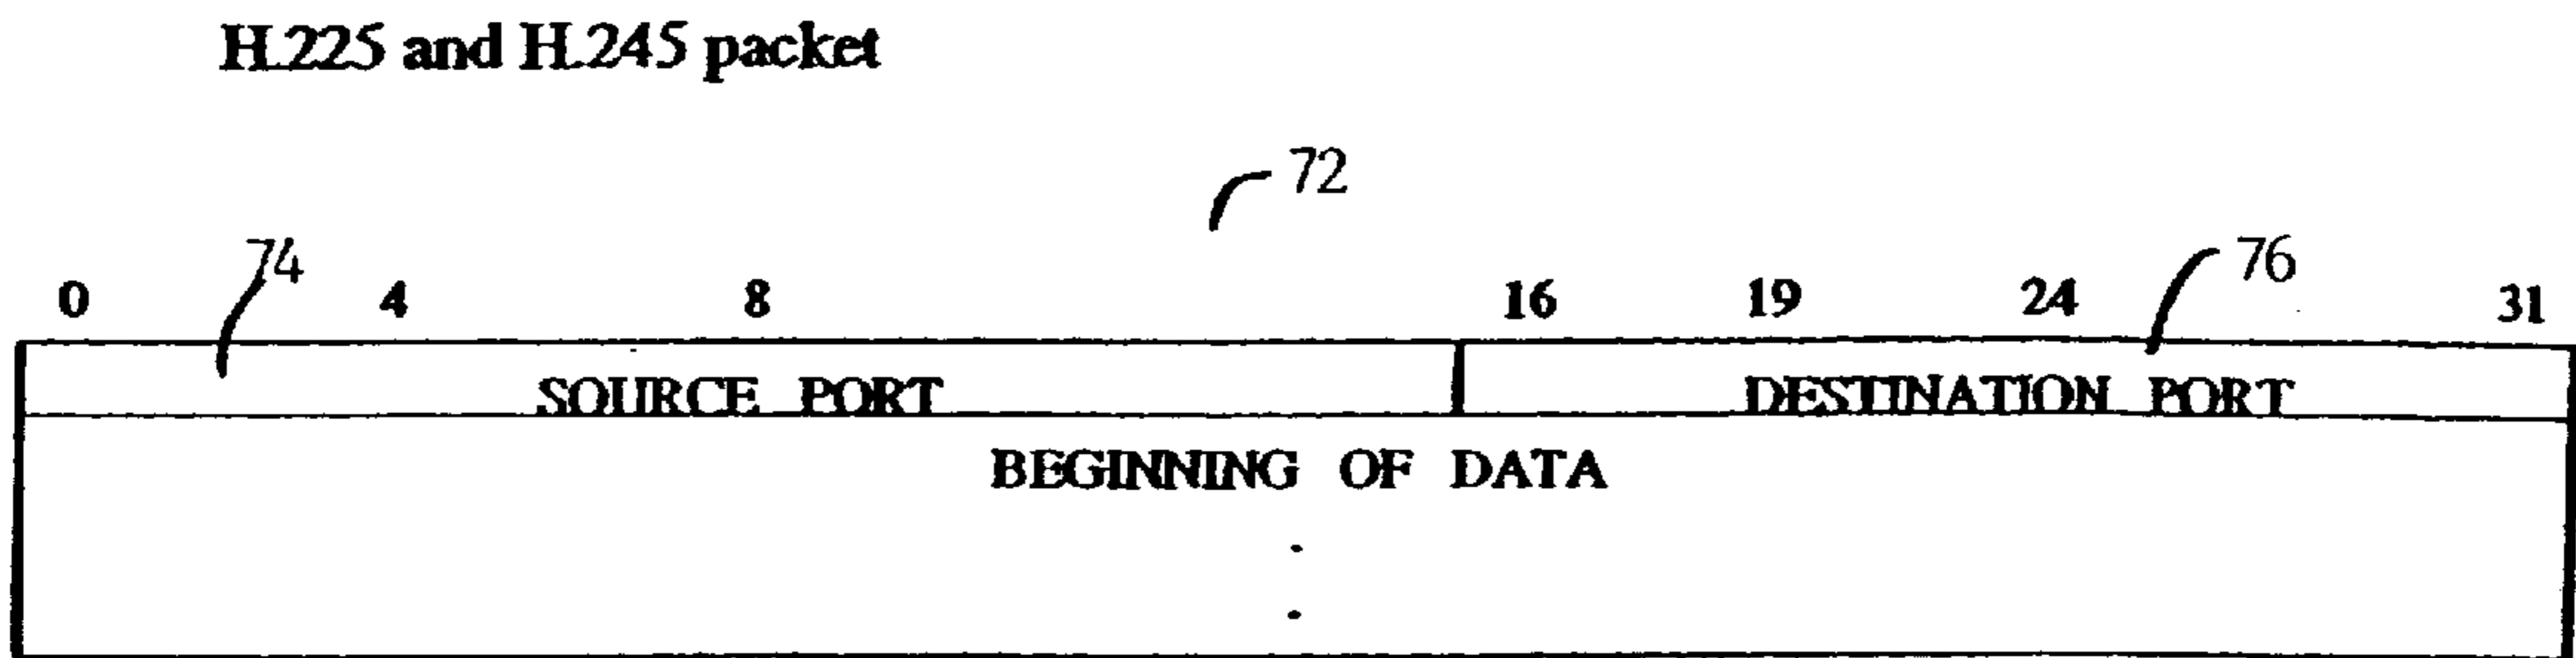 H.225 and H.245 packet
72
74
76
0 4 8 16 19 24 31
SOURCE PORT DESTINATION PORT
BEGINNING OF DATA
.
.